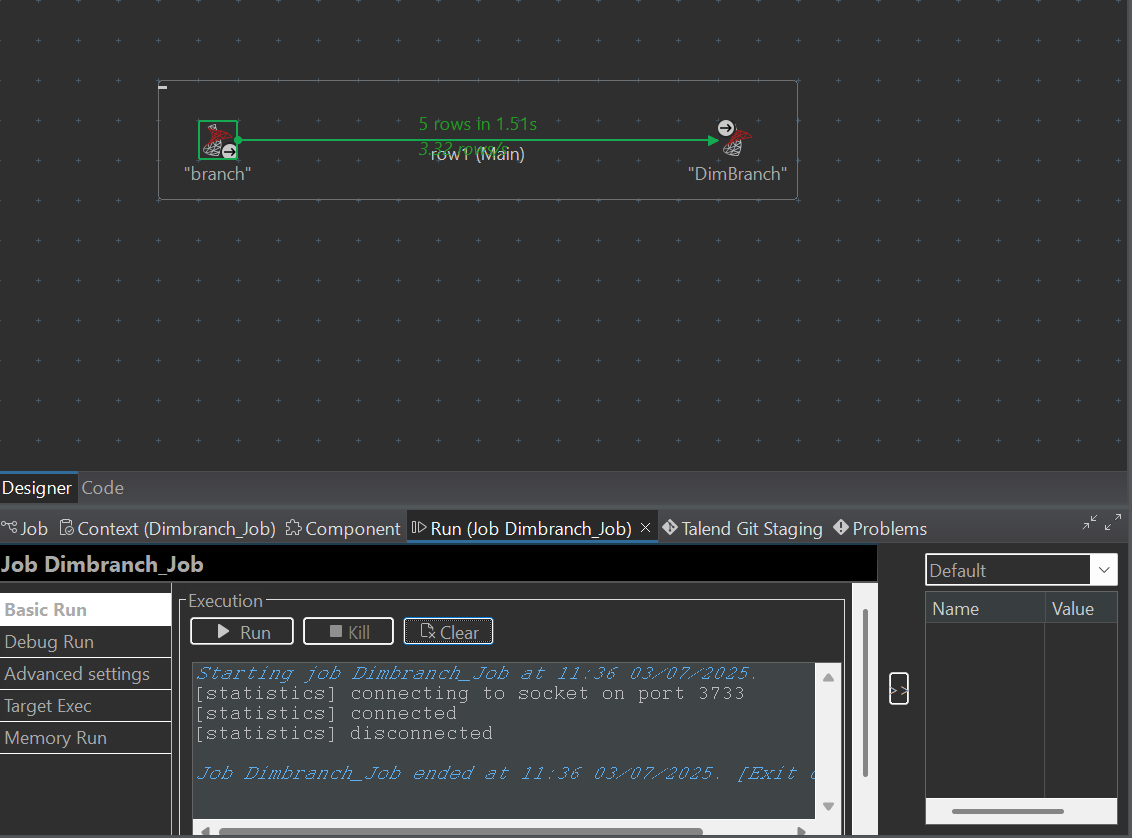 5 rows in 1.51s
3.32 rows/s
row1 (Main)
"branch"
"DimBranch"
Designer
Code
Job
Context (Dimbranch_Job)
Component
Run (Job Dimbranch_Job)
Talend Git Staging
Problems
Job Dimbranch_Job
Default
Name
Value
Basic Run
Debug Run
Advanced settings
Target Exec
Memory Run
Execution
Run
Kill
Clear
Starting job Dimbranch_Job at 11:36 03/07/2025.
[statistics] connecting to socket on port 3733
[statistics] connected
[statistics] disconnected
Job Dimbranch_Job ended at 11:36 03/07/2025. [Exit
>>